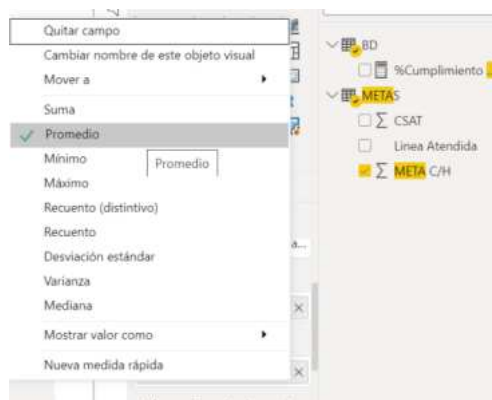 Quitar campo
Cambiar nombre de este objeto visual
Mover a
Suma
Promedio
Mínimo
Promedio
Máximo
Recuento (distintivo)
Recuento
Desviación estándar
Varianza
Mediana
Mostrar valor como
Nueva medida rápida
a...
BD
%Cumplimiento
METAS
CSAT
Linea Atendida
META C/H